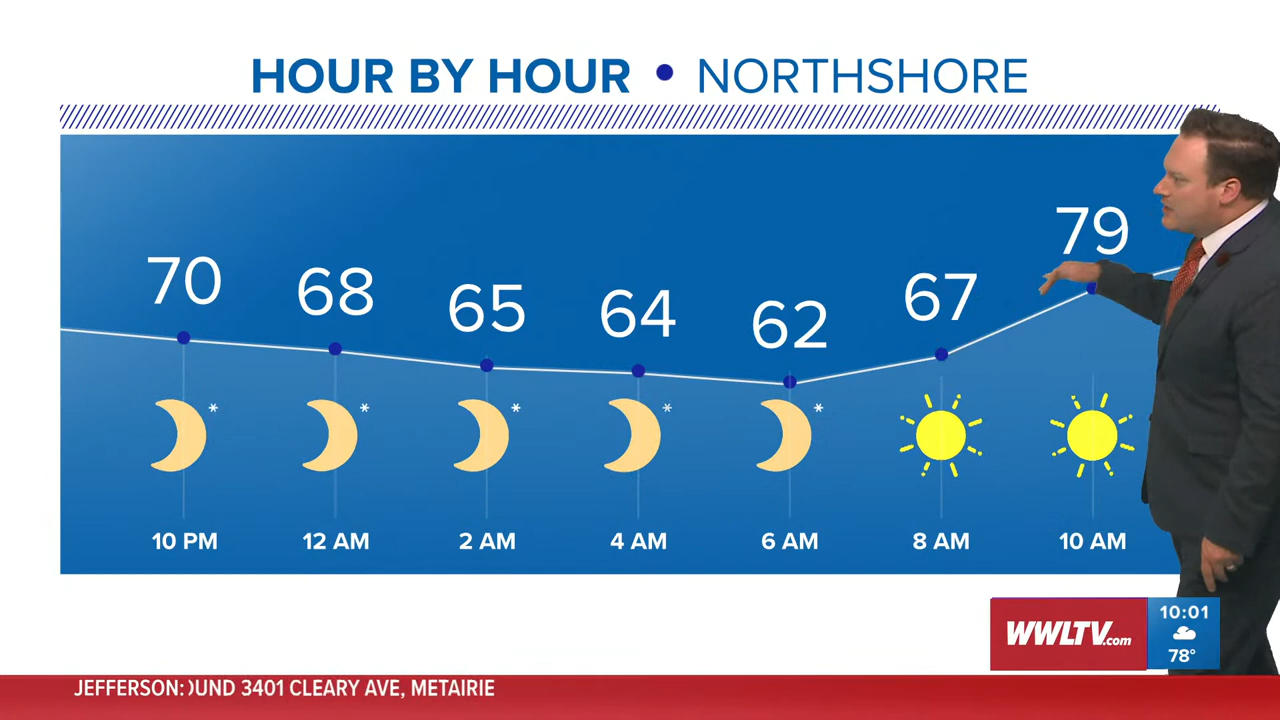 HOUR BY HOUR • NORTHSHORE
70 68 65 64 62 67 79
10 PM 12 AM 2 AM 4 AM 6 AM 8 AM 10 AM
WWLTV.com
10:01
78°
JEFFERSON: OUND 3401 CLEARY AVE, METAIRIE